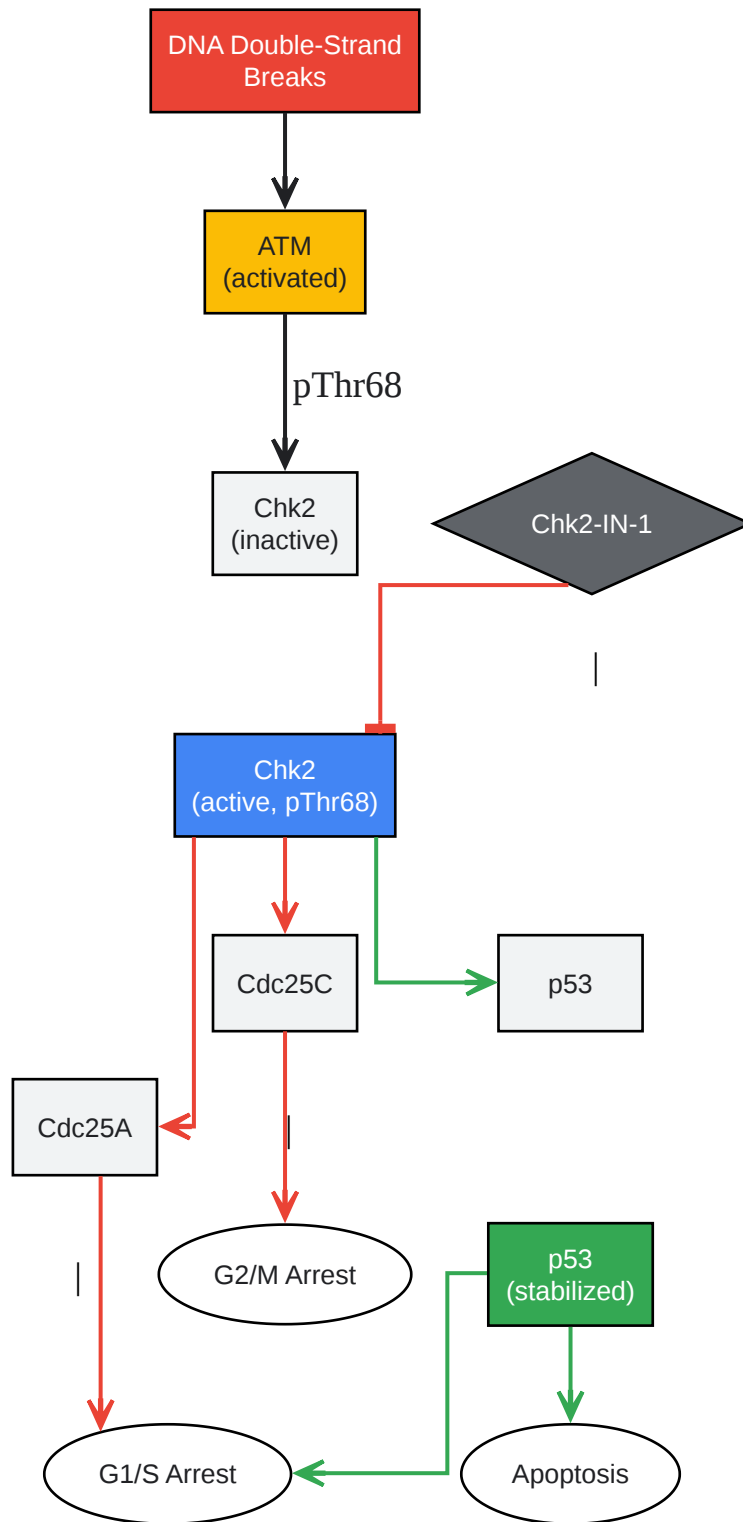 DNA Double-Strand
Breaks
ATM
(activated)
pThr68
Chk2
(inactive)
Chk2-IN-1
|
Chk2
(active, pThr68)
Cdc25C
p53
Cdc25A
|
G2/M Arrest
p53
(stabilized)
|
G1/S Arrest
Apoptosis